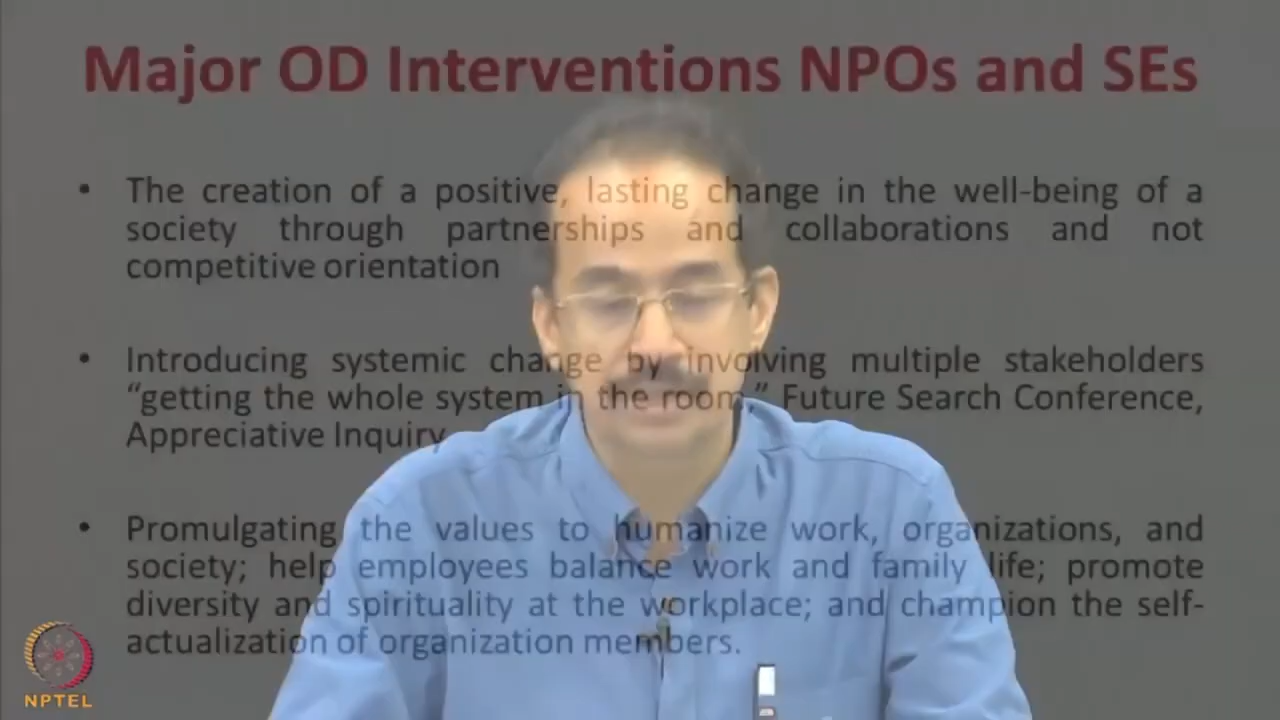 Major OD Interventions NPOs and SEs
• The creation of a positive, lasting change in the well-being of a
society through partnerships and collaborations and not
competitive orientation
• Introducing systemic change by involving multiple stakeholders
“getting the whole system in the room,” Future Search Conference,
Appreciative Inquiry
• Promulgating the values to humanize work, organizations, and
society; help employees balance work and family life; promote
diversity and spirituality at the workplace; and champion the self-
actualization of organization members.
NPTEL